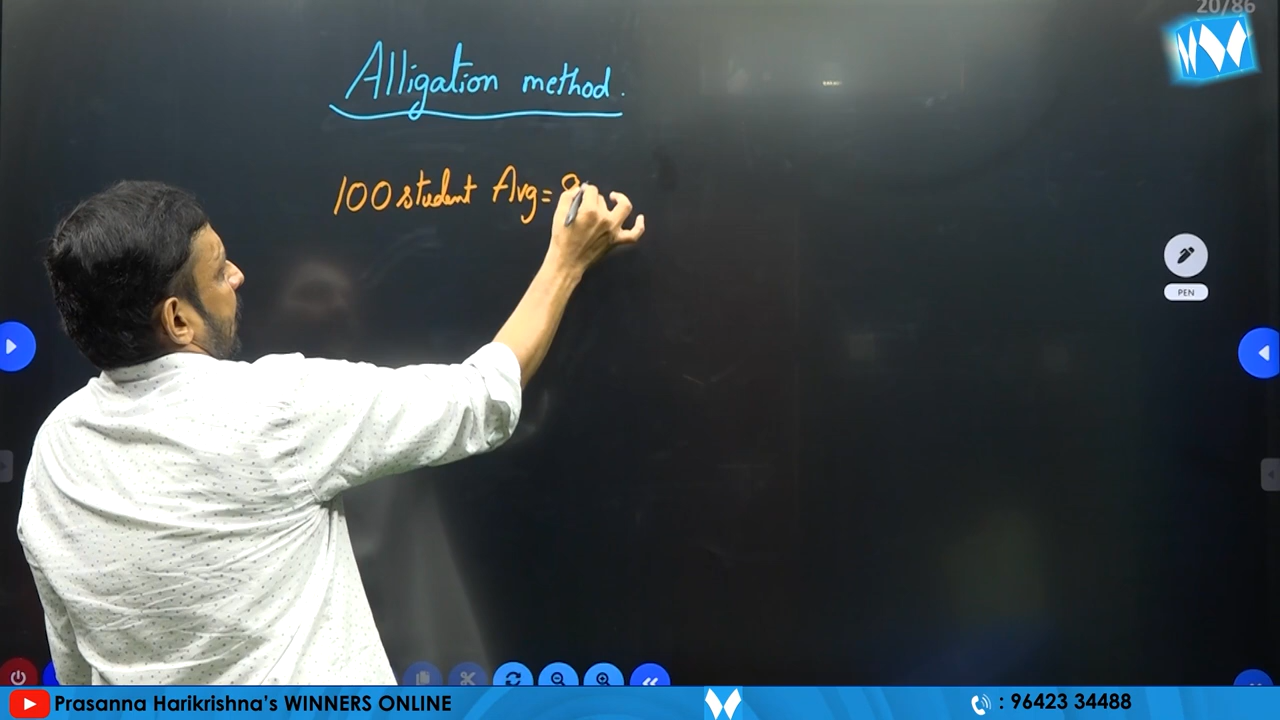 20/86
Alligation method.
100 student Avg =
PEN
Prasanna Harikrishna's WINNERS ONLINE
: 96423 34488